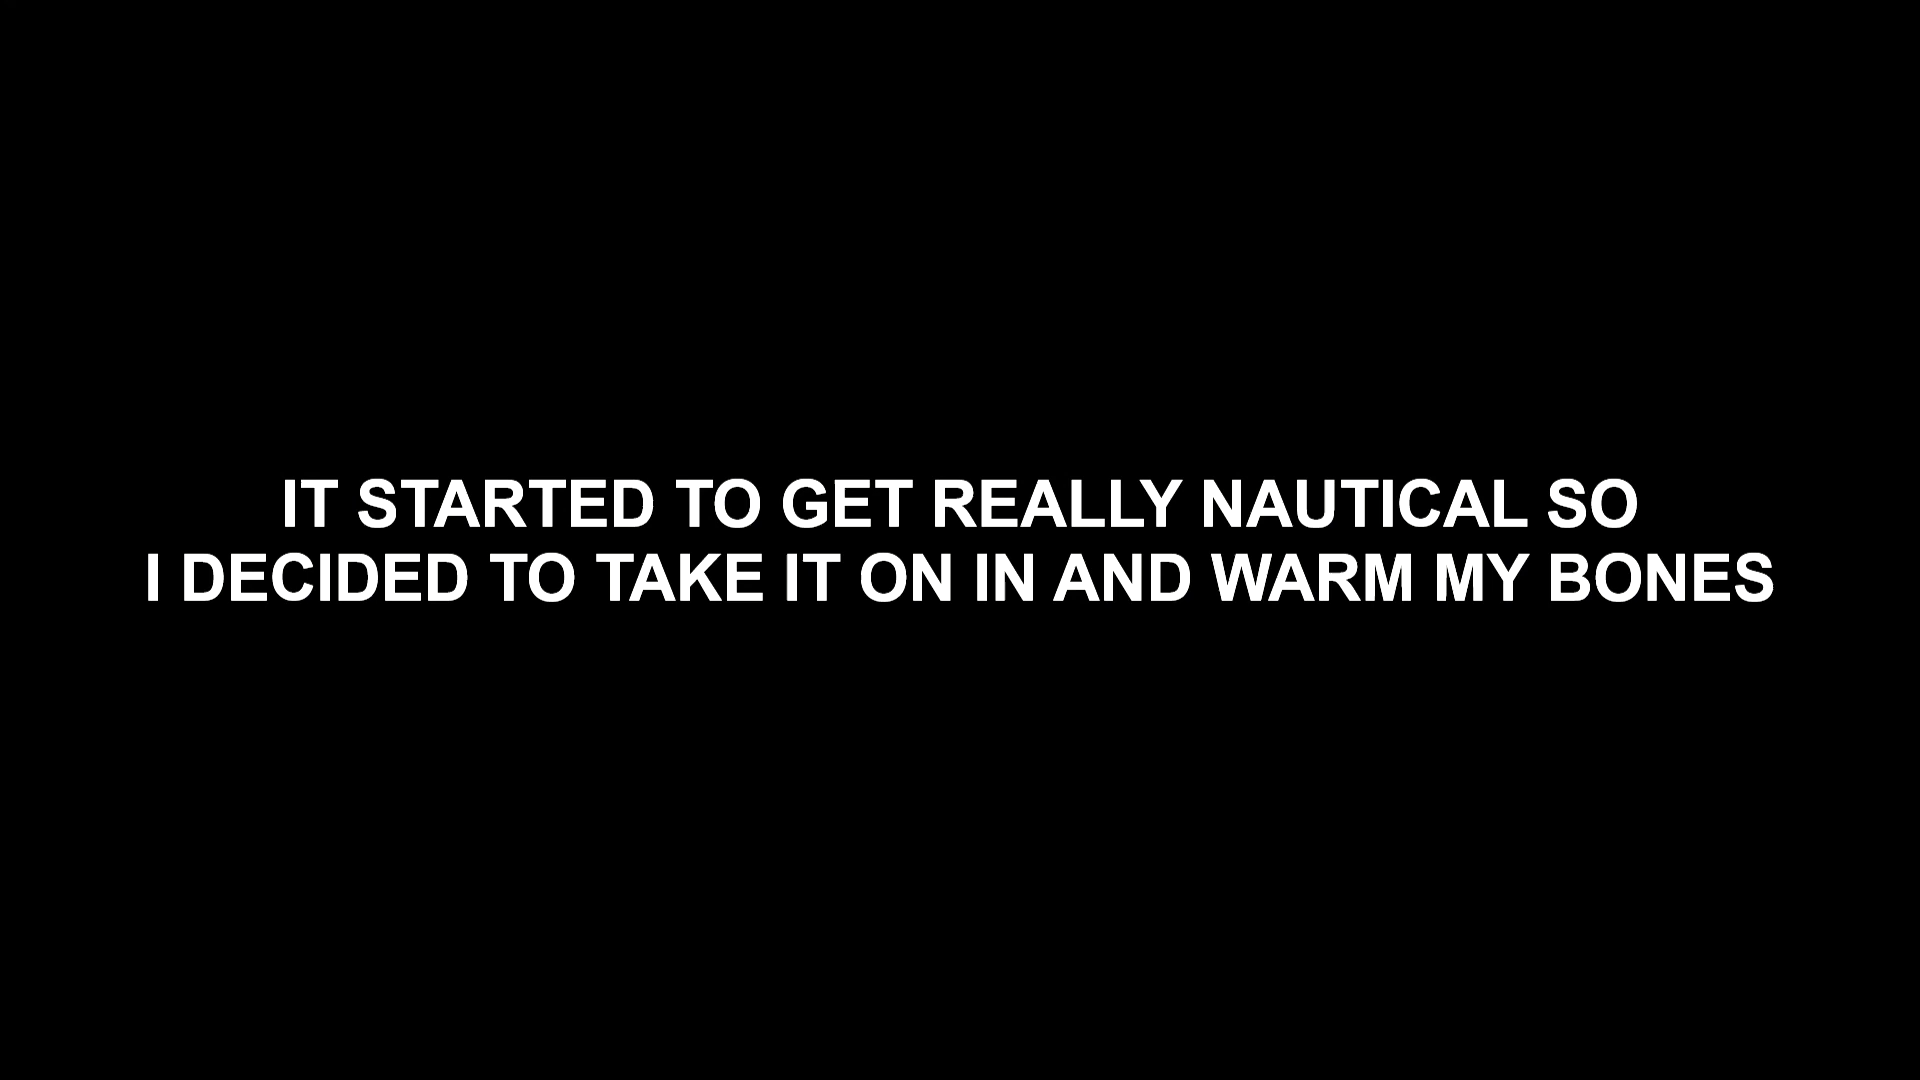 IT STARTED TO GET REALLY NAUTICAL SO
I DECIDED TO TAKE IT ON IN AND WARM MY BONES